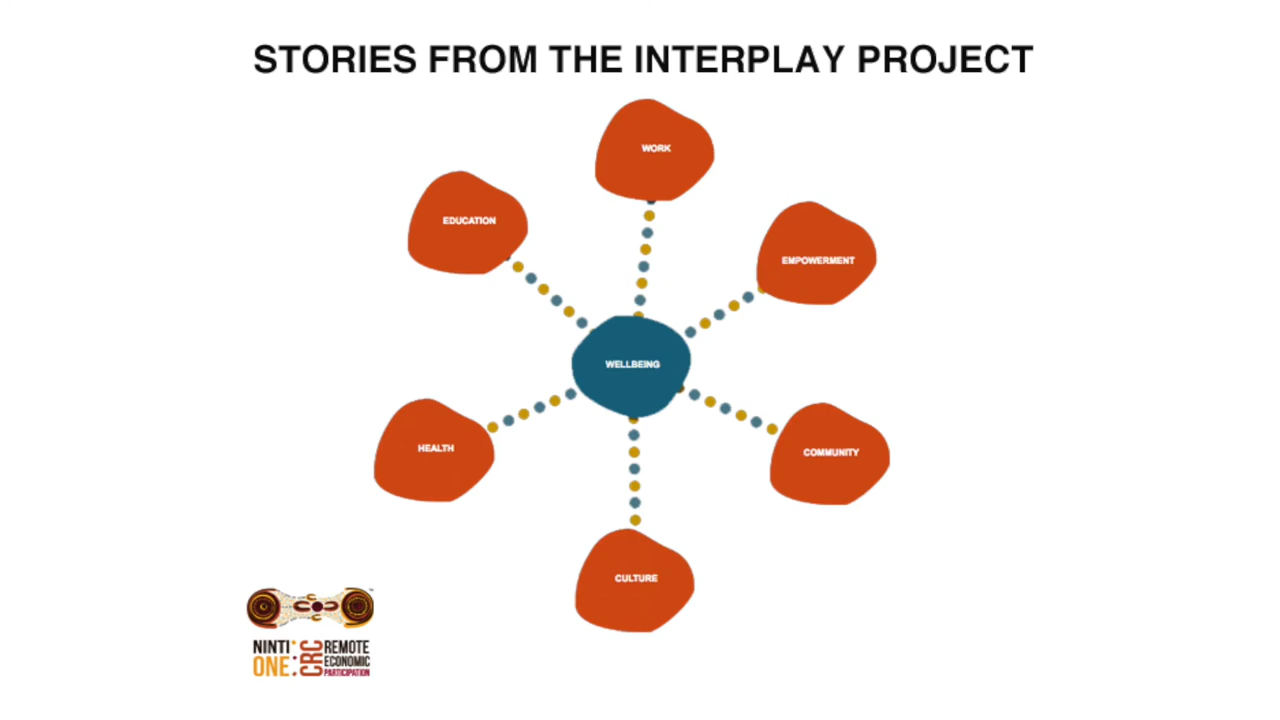 STORIES FROM THE INTERPLAY PROJECT
WORK
EDUCATION
EMPOWERMENT
WELLBEING
HEALTH
COMMUNITY
CULTURE
NINTI
ONE:
CRC
REMOTE
ECONOMIC
PARTICIPATION